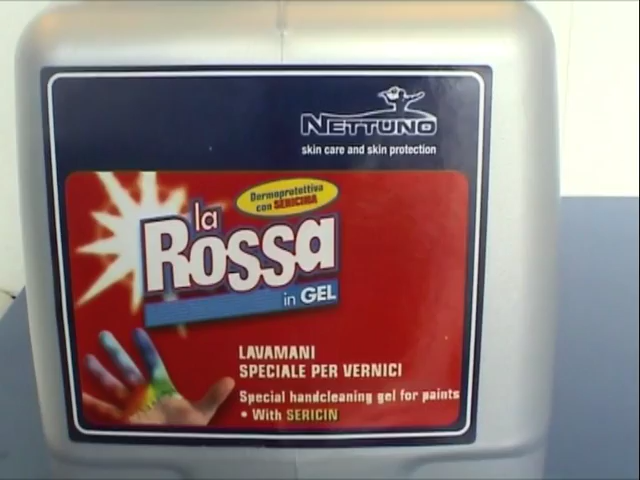 NETTUNO
skin care and skin protection
Dermoprotettiva
con SERICINA
la
Rossa
in GEL
LAVAMANI
SPECIALE PER VERNICI
Special handcleaning gel for paints
• With SERICIN